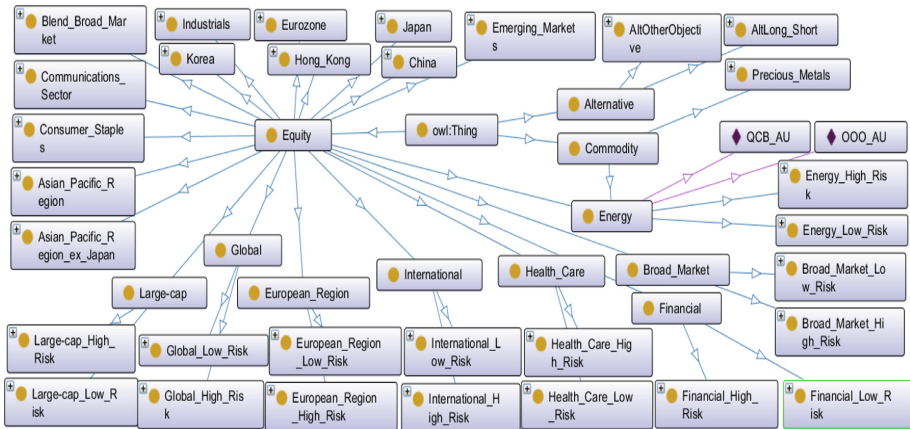 Blend_Broad_Mar
ket
Industrials
Eurozone
Japan
Emerging_Market
s
AltOtherObjecti
ve
AltLong_Short
Korea
Hong_Kong
China
Precious_Metals
Communications_
Sector
Alternative
Consumer_Staple
s
Equity
owl:Thing
Commodity
QCB_AU
OOO_AU
Asian_Pacific_R
egion
Energy_High_Ris
k
Energy
Energy_Low_Risk
Asian_Pacific_R
egion_ex_Japan
Global
International
Health_Care
Broad_Market
Broad_Market_Lo
w_Risk
Large-cap
European_Region
Financial
Broad_Market_Hi
gh_Risk
Large-cap_High_
Risk
Global_Low_Risk
European_Region
_Low_Risk
International_L
ow_Risk
Health_Care_Hig
h_Risk
Large-cap_Low_R
isk
Global_High_Ris
k
European_Region
_High_Risk
International_H
igh_Risk
Health_Care_Low
_Risk
Financial_High_
Risk
Financial_Low_R
isk